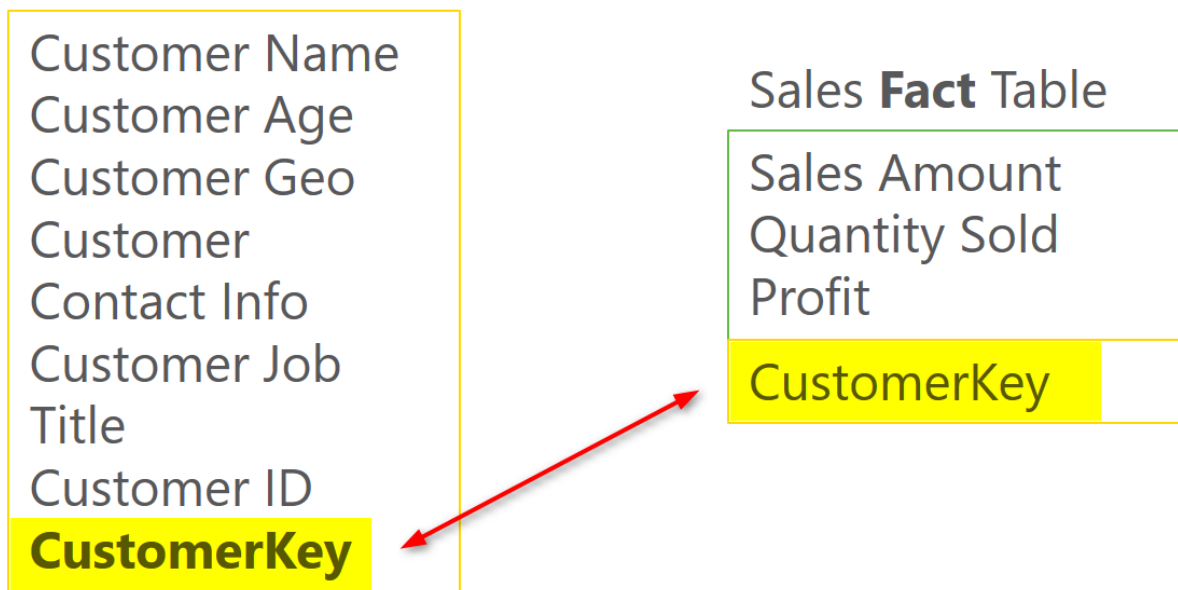 Customer Name
Customer Age
Customer Geo
Customer
Contact Info
Customer Job
Title
Customer ID
CustomerKey
Sales Fact Table
Sales Amount
Quantity Sold
Profit
CustomerKey